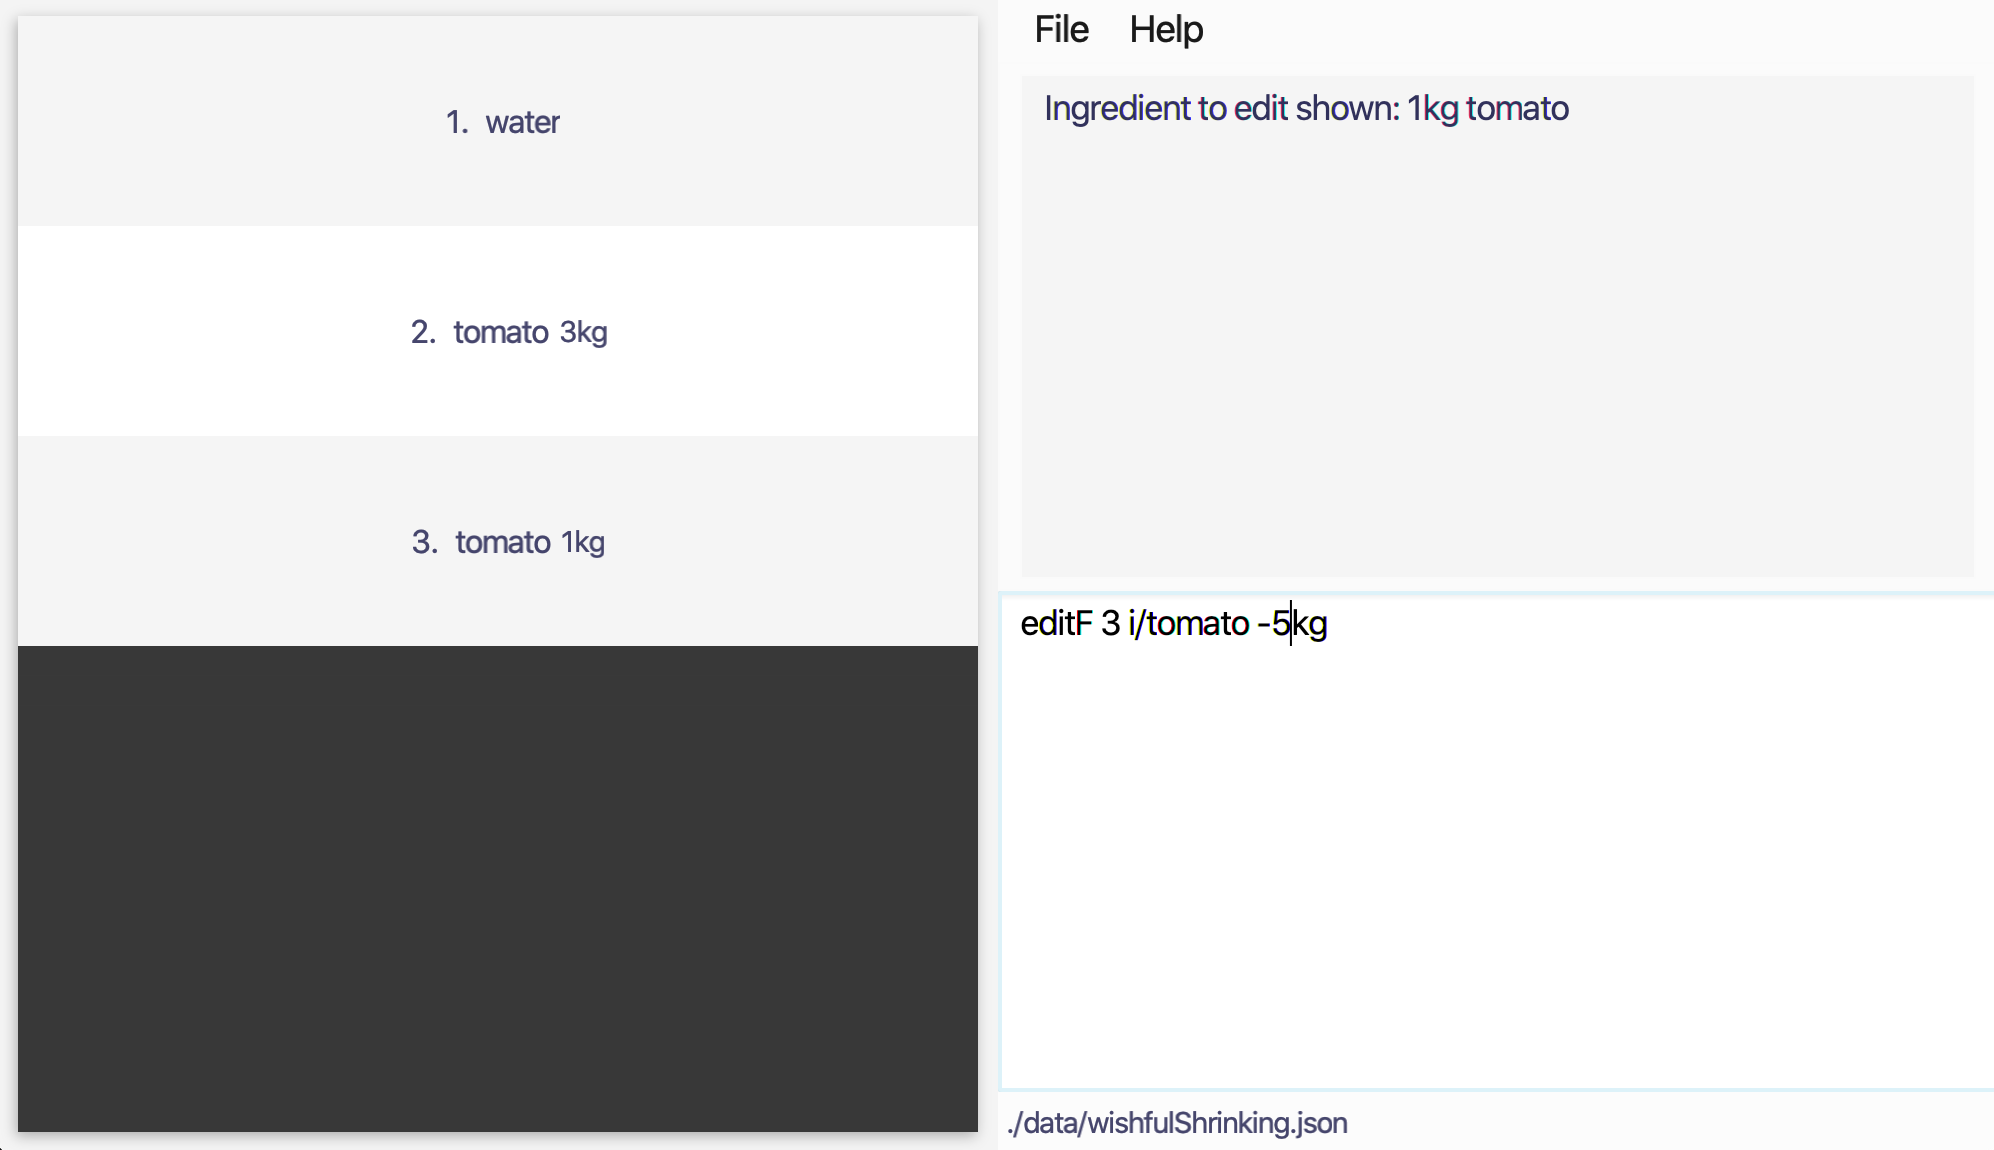 1. water
2. tomato 3kg
3. tomato 1kg
File Help
Ingredient to edit shown: 1kg tomato
editF 3 i/tomato -5kg
./data/wishfulShrinking.json